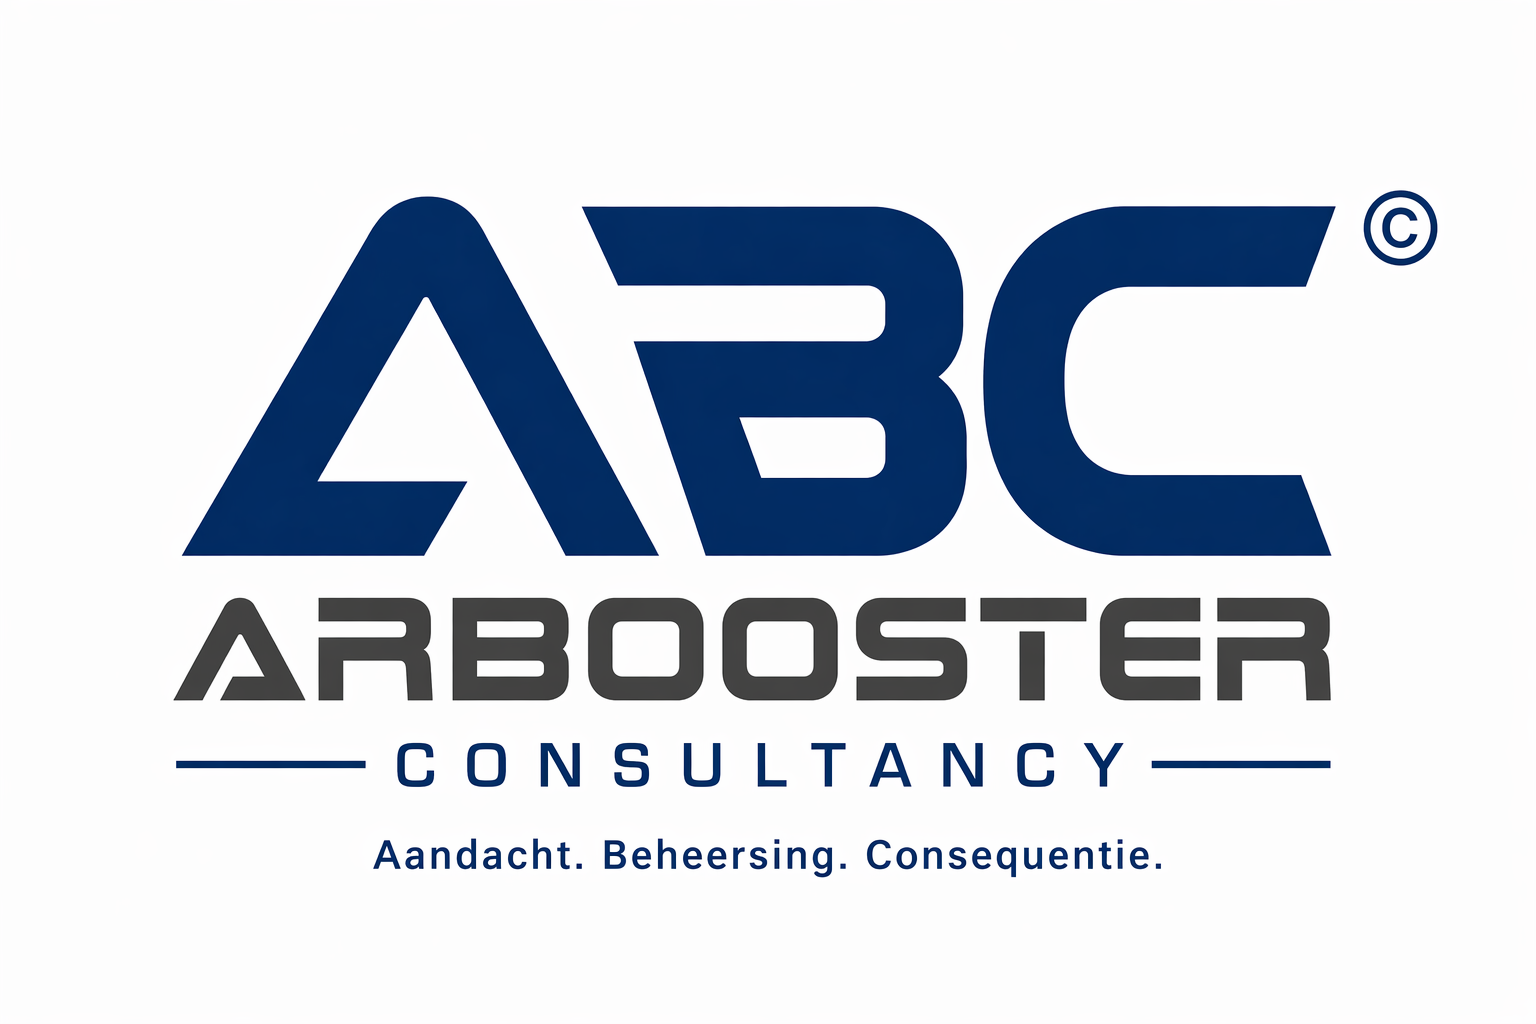 ABC©
ARBOOSTER
CONSULTANCY
Aandacht. Beheersing. Consequentie.